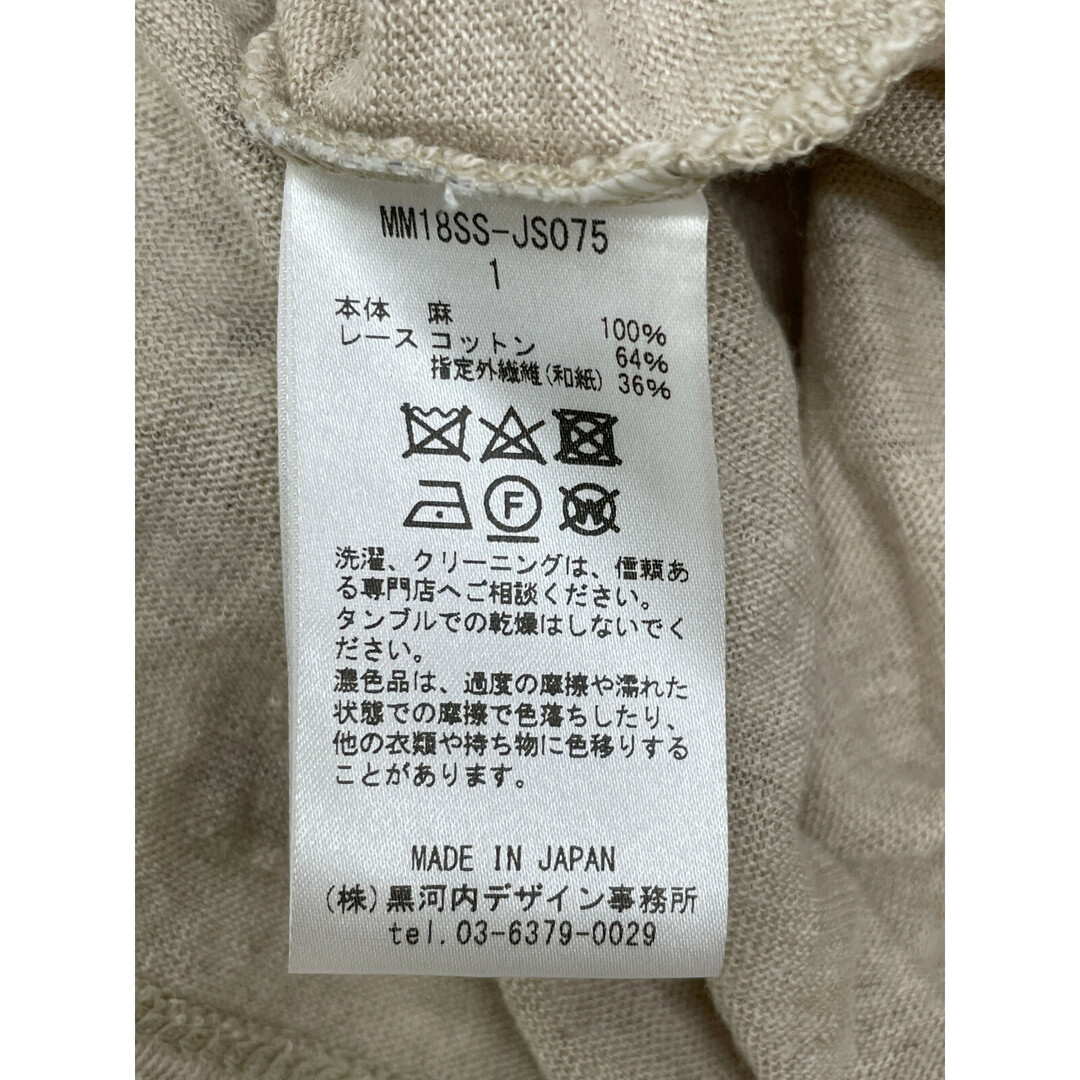 MM18SS-JS075
1
本体 麻 100%
レース コットン 64%
指定外繊維(和紙) 36%
F
W
洗濯、クリーニングは、信頼あ
る専門店へご相談ください。
タンブルでの乾燥はしないでく
ださい。
濃色品は、過度の摩擦や濡れた
状態での摩擦で色落ちしたり、
他の衣類や持ち物に色移りする
ことがあります。
MADE IN JAPAN
(株)黒河内デザイン事務所
tel.03-6379-0029